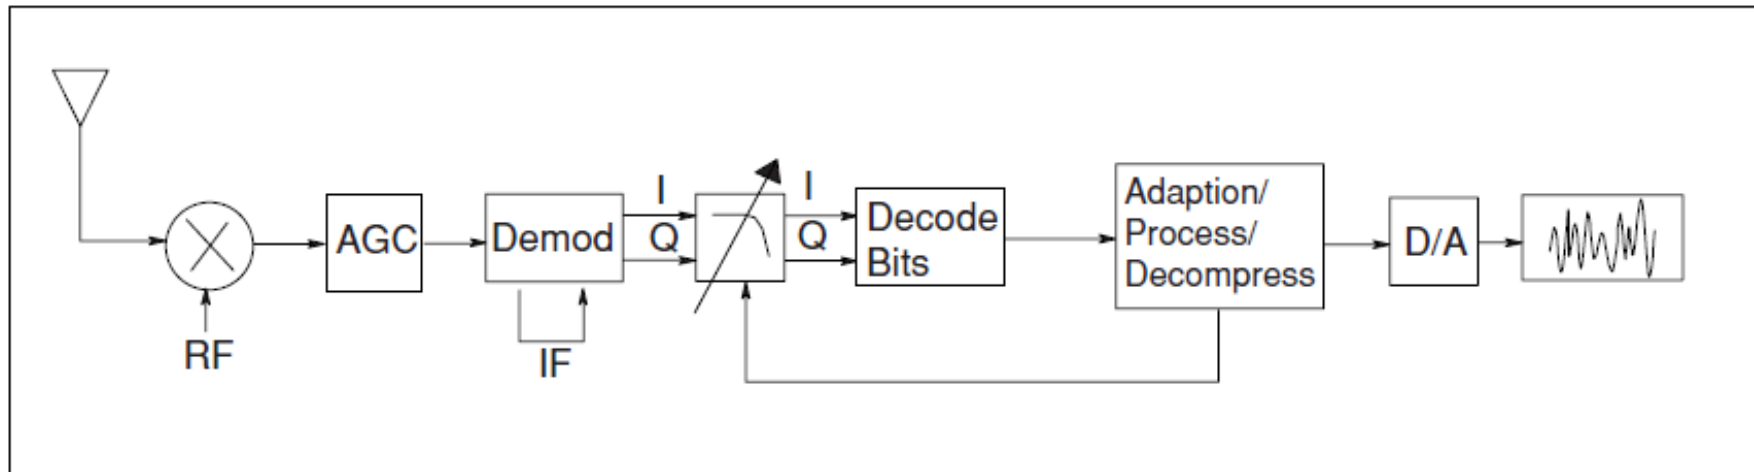 RF
AGC
Demod
IF
I
Q
I
Q
Decode
Bits
Adaption/
Process/
Decompress
D/A